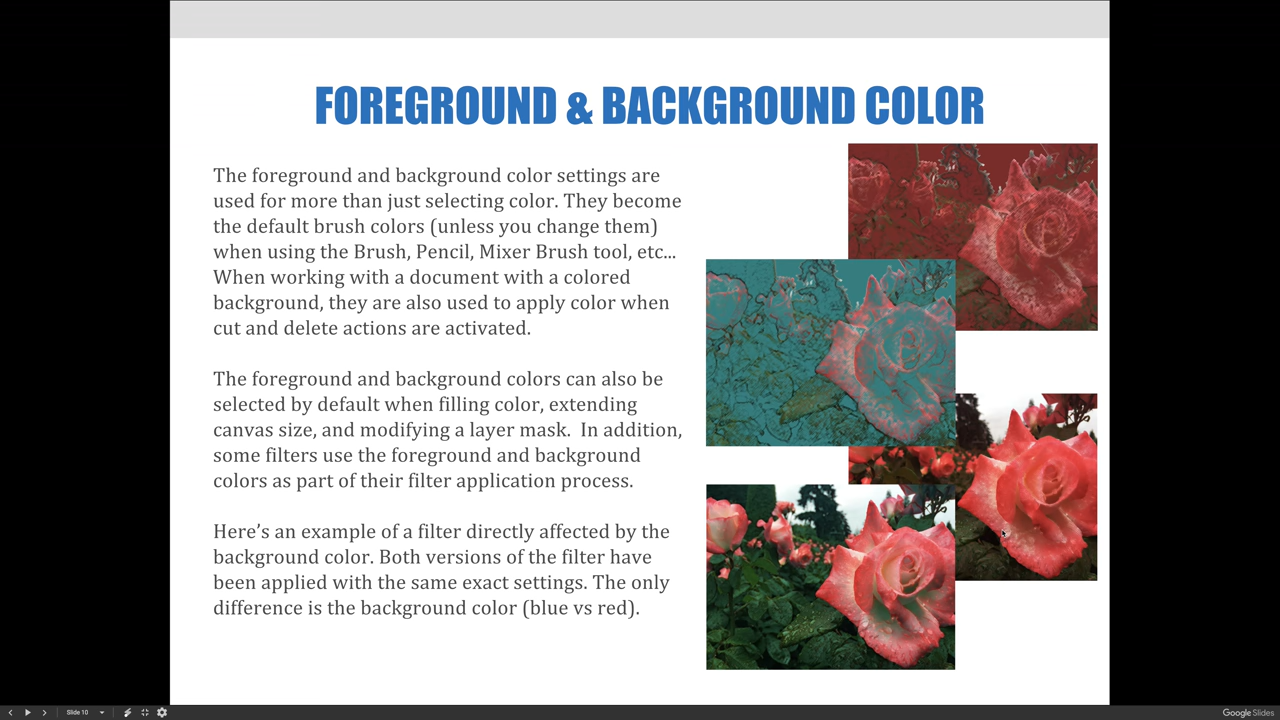 FOREGROUND & BACKGROUND COLOR
The foreground and background color settings are
used for more than just selecting color. They become
the default brush colors (unless you change them)
when using the Brush, Pencil, Mixer Brush tool, etc...
When working with a document with a colored
background, they are also used to apply color when
cut and delete actions are activated.
The foreground and background colors can also be
selected by default when filling color, extending
canvas size, and modifying a layer mask.  In addition,
some filters use the foreground and background
colors as part of their filter application process.
Here’s an example of a filter directly affected by the
background color. Both versions of the filter have
been applied with the same exact settings. The only
difference is the background color (blue vs red).
Slide 10
Google Slides